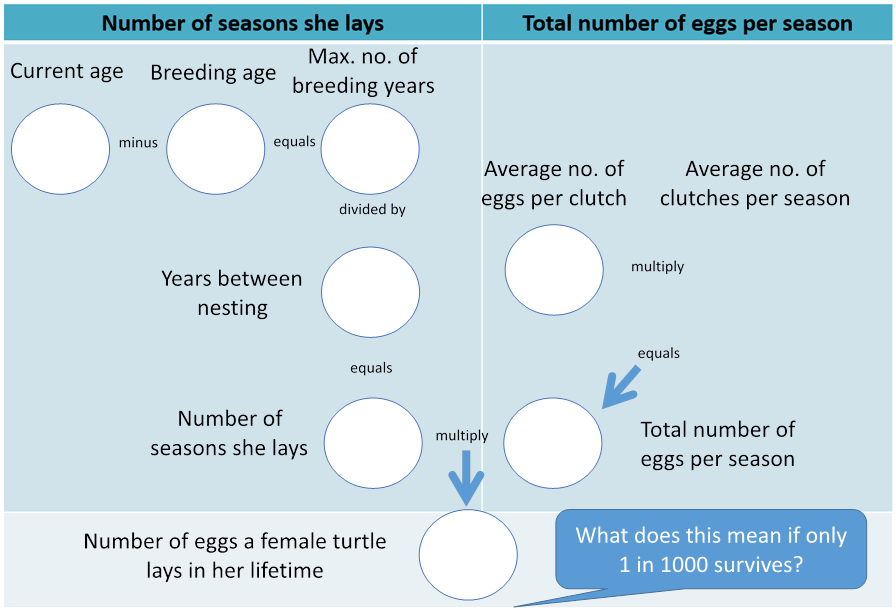 Number of seasons she lays
Total number of eggs per season
Current age
Breeding age
Max. no. of
breeding years
minus
equals
divided by
Years between
nesting
equals
Number of
seasons she lays
Average no. of
eggs per clutch
Average no. of
clutches per season
multiply
equals
Total number of
eggs per season
multiply
Number of eggs a female turtle
lays in her lifetime
What does this mean if only
1 in 1000 survives?